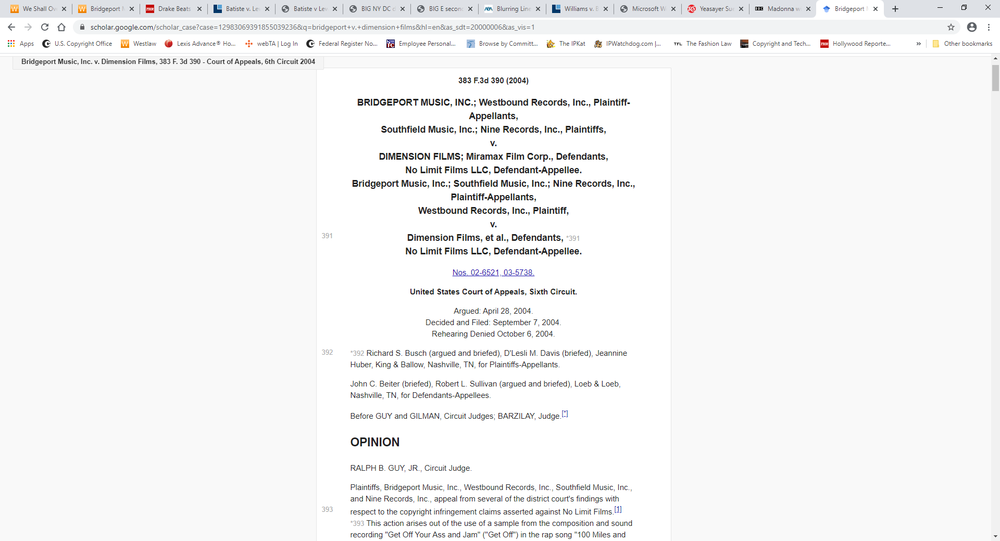 We Shall Ov
Bridgeport M
Drake Beats
Batiste v. Le
Batiste v Lew
BIG NY DC d
BIG E secon
Blurring Line
Williams v. B
Microsoft W
Yeasayer Sue
Madonna w
Bridgeport
scholar.google.com/scholar_case?case=12983069391855039236&q=bridgeport+v.+dimension+films&hl=en&as_sdt=20000006&as_vis=1
Apps
U.S. Copyright Office
Westlaw
Lexis Advance® Ho...
webTA | Log In
Federal Register No...
Employee Personal...
Browse by Committ...
The IPKat
IPWatchdog.com |...
TFL The Fashion Law
Copyright and Tech...
THR Hollywood Reporte...
» Other bookmarks
Bridgeport Music, Inc. v. Dimension Films, 383 F. 3d 390 - Court of Appeals, 6th Circuit 2004
383 F.3d 390 (2004)
BRIDGEPORT MUSIC, INC.; Westbound Records, Inc., Plaintiff-
Appellants,
Southfield Music, Inc.; Nine Records, Inc., Plaintiffs,
v.
DIMENSION FILMS; Miramax Film Corp., Defendants,
No Limit Films LLC, Defendant-Appellee.
Bridgeport Music, Inc.; Southfield Music, Inc.; Nine Records, Inc.,
Plaintiff-Appellants,
Westbound Records, Inc., Plaintiff,
v.
391 Dimension Films, et al., Defendants, *391
No Limit Films LLC, Defendant-Appellee.
Nos. 02-6521, 03-5738.
United States Court of Appeals, Sixth Circuit.
Argued: April 28, 2004.
Decided and Filed: September 7, 2004.
Rehearing Denied October 6, 2004.
392 *392 Richard S. Busch (argued and briefed), D'Lesli M. Davis (briefed), Jeannine
Huber, King & Ballow, Nashville, TN, for Plaintiffs-Appellants.
John C. Beiter (briefed), Robert L. Sullivan (argued and briefed), Loeb & Loeb,
Nashville, TN, for Defendants-Appellees.
Before GUY and GILMAN, Circuit Judges; BARZILAY, Judge.[*]
OPINION
RALPH B. GUY, JR., Circuit Judge.
Plaintiffs, Bridgeport Music, Inc., Westbound Records, Inc., Southfield Music, Inc.,
and Nine Records, Inc., appeal from several of the district court's findings with
393 respect to the copyright infringement claims asserted against No Limit Films.[1]
*393 This action arises out of the use of a sample from the composition and sound
recording "Get Off Your Ass and Jam" ("Get Off") in the rap song "100 Miles and